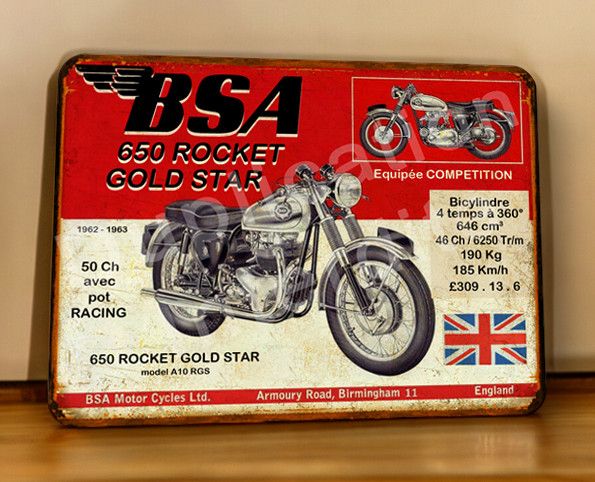 BSA
650 ROCKET
GOLD STAR
Equipée COMPETITION
1962 - 1963
50 Ch
avec
pot
RACING
Bicylindre
4 temps à 360°
646 cm³
46 Ch / 6250 Tr/m
190 Kg
185 Km/h
£309 . 13 . 6
650 ROCKET GOLD STAR
model A10 RGS
BSA Motor Cycles Ltd. Armoury Road, Birmingham 11 England